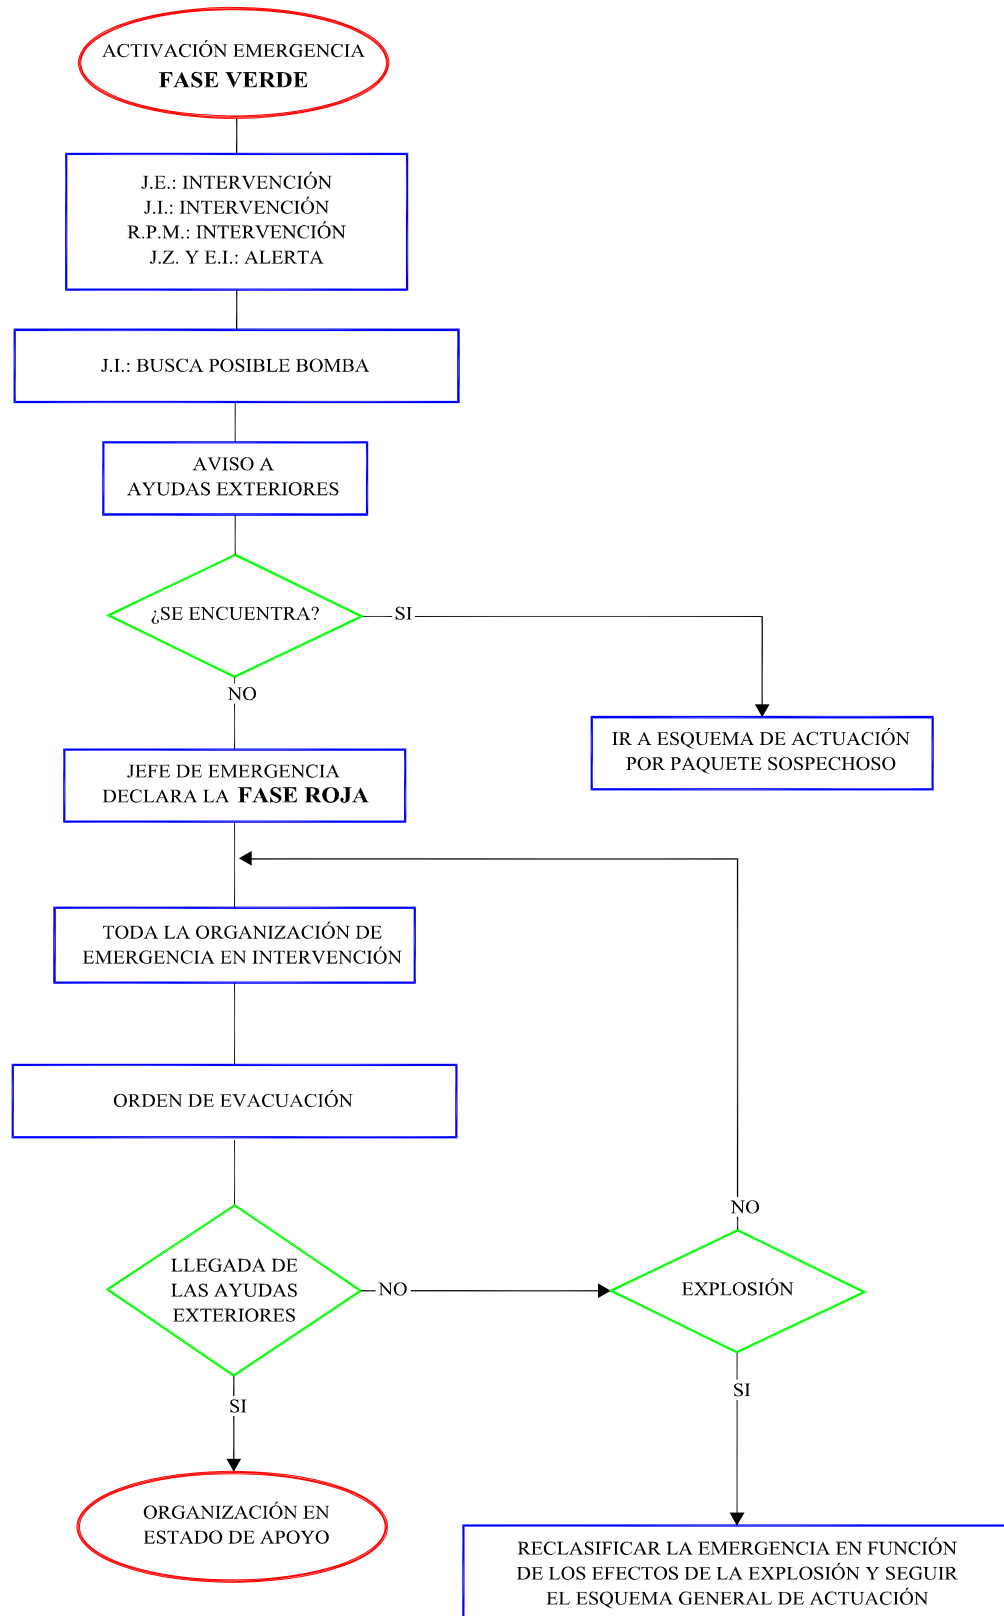 ACTIVACIÓN EMERGENCIA
FASE VERDE
J.E.: INTERVENCIÓN
J.I.: INTERVENCIÓN
R.P.M.: INTERVENCIÓN
J.Z. Y E.I.: ALERTA
J.I.: BUSCA POSIBLE BOMBA
AVISO A
AYUDAS EXTERIORES
¿SE ENCUENTRA?
SI
NO
IR A ESQUEMA DE ACTUACIÓN
POR PAQUETE SOSPECHOSO
JEFE DE EMERGENCIA
DECLARA LA FASE ROJA
TODA LA ORGANIZACIÓN DE
EMERGENCIA EN INTERVENCIÓN
ORDEN DE EVACUACIÓN
LLEGADA DE
LAS AYUDAS
EXTERIORES
NO
EXPLOSIÓN
NO
SI
SI
ORGANIZACIÓN EN
ESTADO DE APOYO
RECLASIFICAR LA EMERGENCIA EN FUNCIÓN
DE LOS EFECTOS DE LA EXPLOSIÓN Y SEGUIR
EL ESQUEMA GENERAL DE ACTUACIÓN